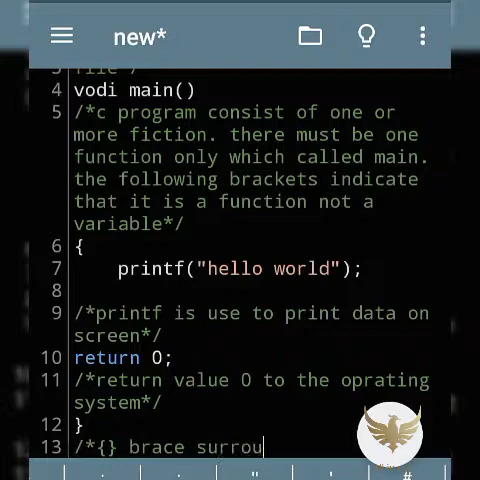 new*
file*/
4 vodi main()
5 /*c program consist of one or
more fiction. there must be one
function only which called main.
the following brackets indicate
that it is a function not a
variable*/
6 {
7 printf("hello world");
8
9 /*printf is use to print data on
screen*/
10 return 0;
11 /*return value 0 to the oprating
system*/
12 }
13 /*{} brace surrou
" ' #